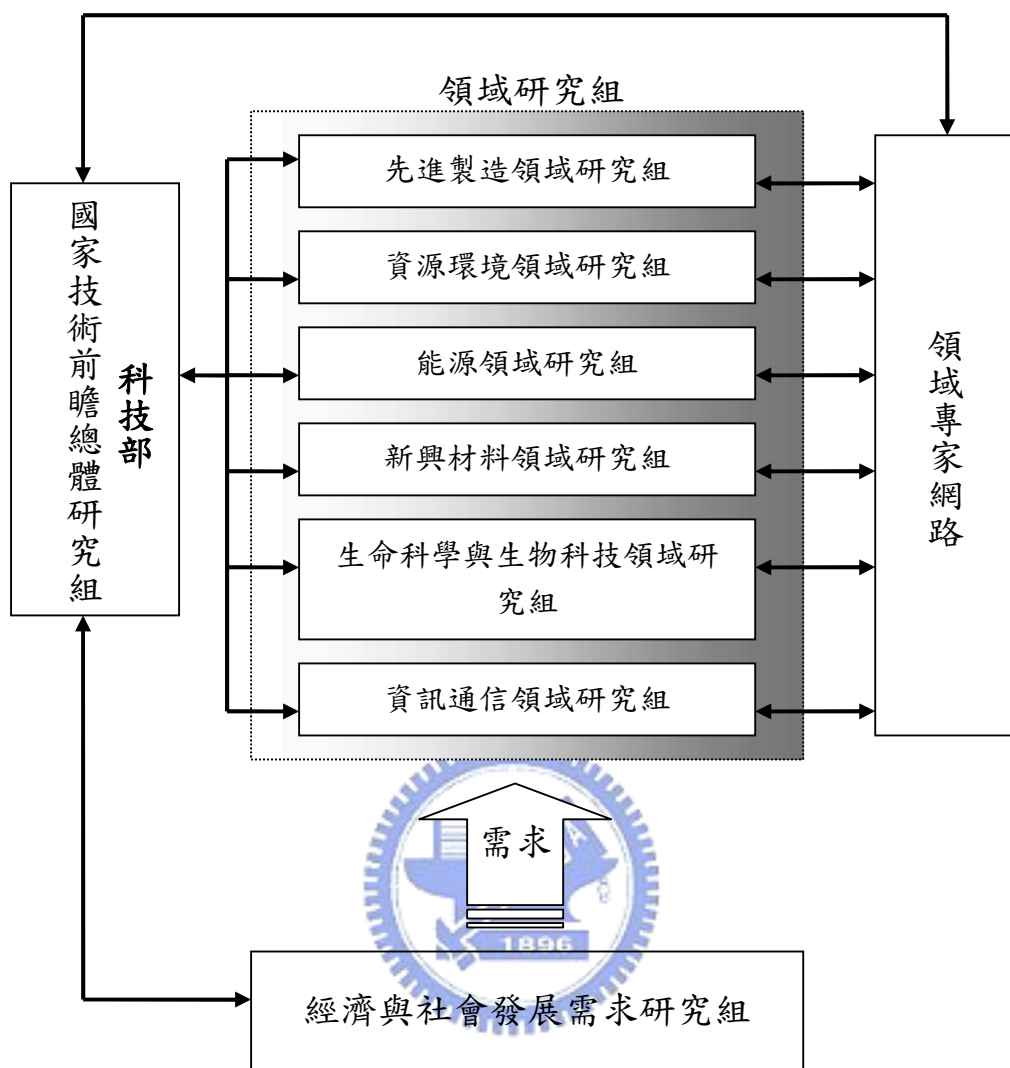 領域研究組
先進製造領域研究組
資源環境領域研究組
能源領域研究組
新興材料領域研究組
生命科學與生物科技領域研
究組
資訊通信領域研究組
科技部
國家技術前瞻總體研究組
領域專家網路
需求
1896
經濟與社會發展需求研究組